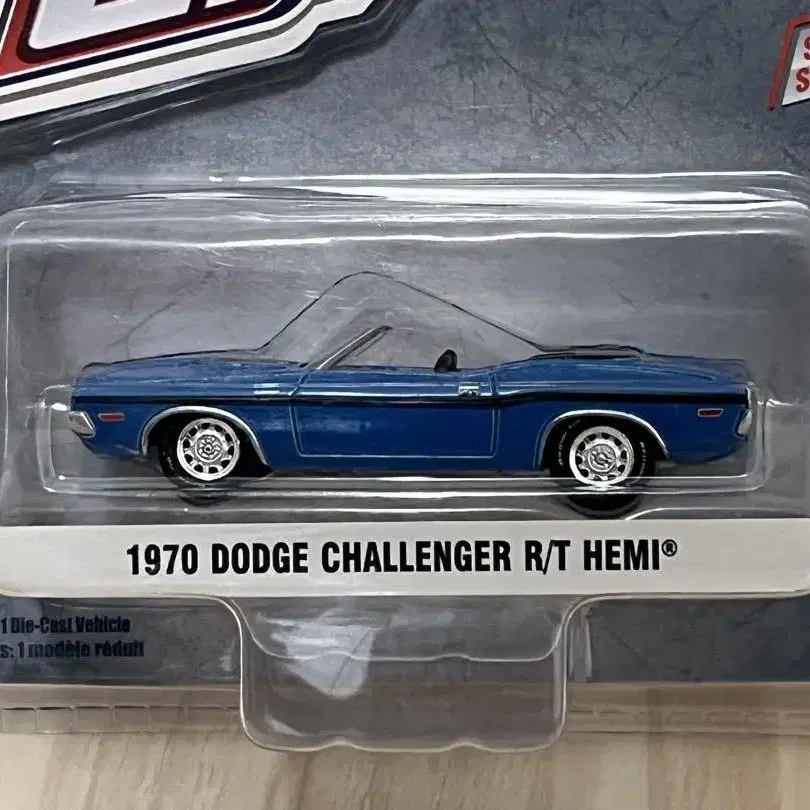 1970 DODGE CHALLENGER R/T HEMI®
1 Die-Cast Vehicle
s: 1 modèle réduit